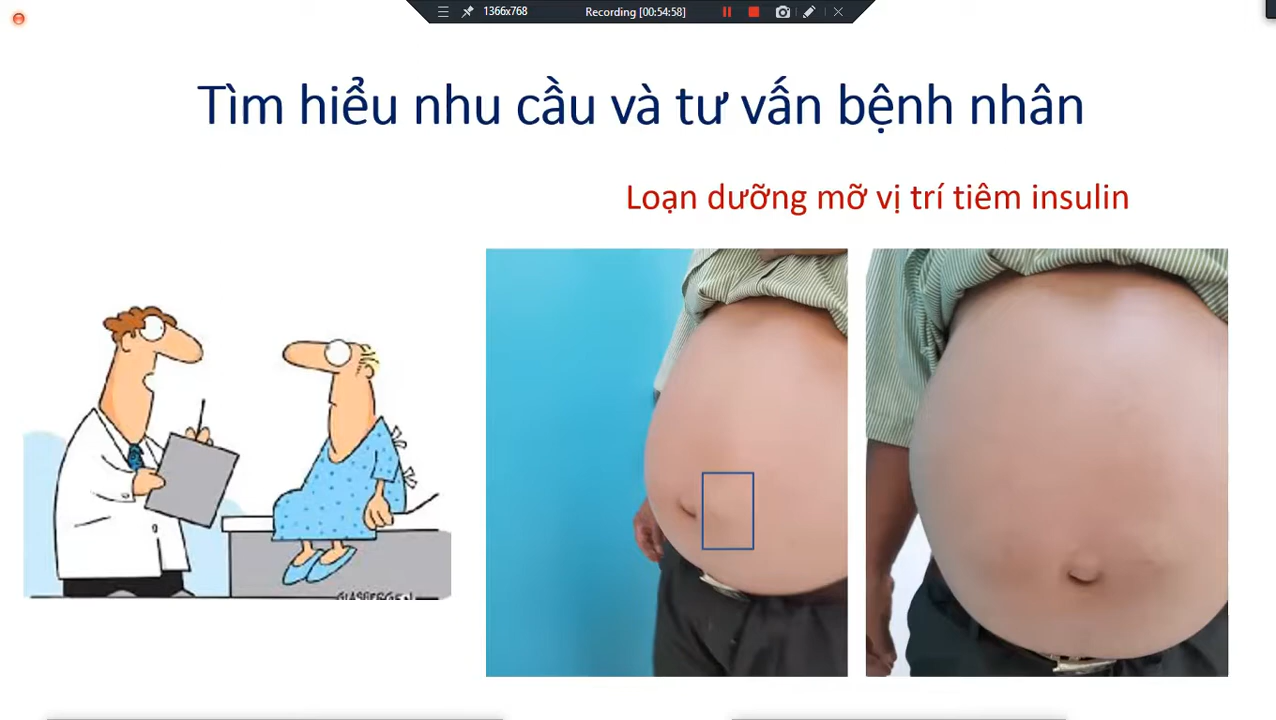 1366x768
Recording [00:54:58]
Tìm hiểu nhu cầu và tư vấn bệnh nhân
Loạn dưỡng mỡ vị trí tiêm insulin
GLASBERGEN